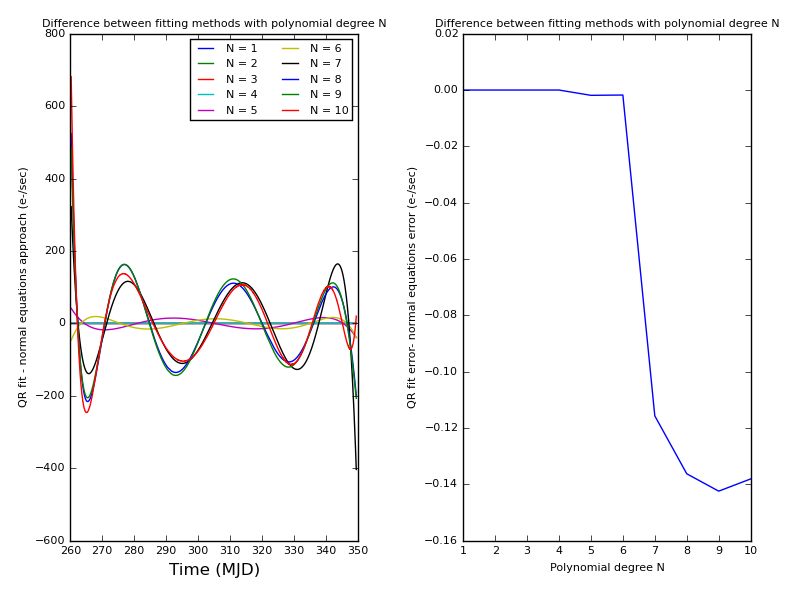 Difference between fitting methods with polynomial degree N
QR fit - normal equations approach (e-/sec)
800
600
400
200
0
−200
−400
−600
N = 1
N = 2
N = 3
N = 4
N = 5
N = 6
N = 7
N = 8
N = 9
N = 10
260 270 280 290 300 310 320 330 340 350
Time (MJD)
Difference between fitting methods with polynomial degree N
QR fit error- normal equations error (e-/sec)
0.02
0.00
−0.02
−0.04
−0.06
−0.08
−0.10
−0.12
−0.14
−0.16
1 2 3 4 5 6 7 8 9 10
Polynomial degree N